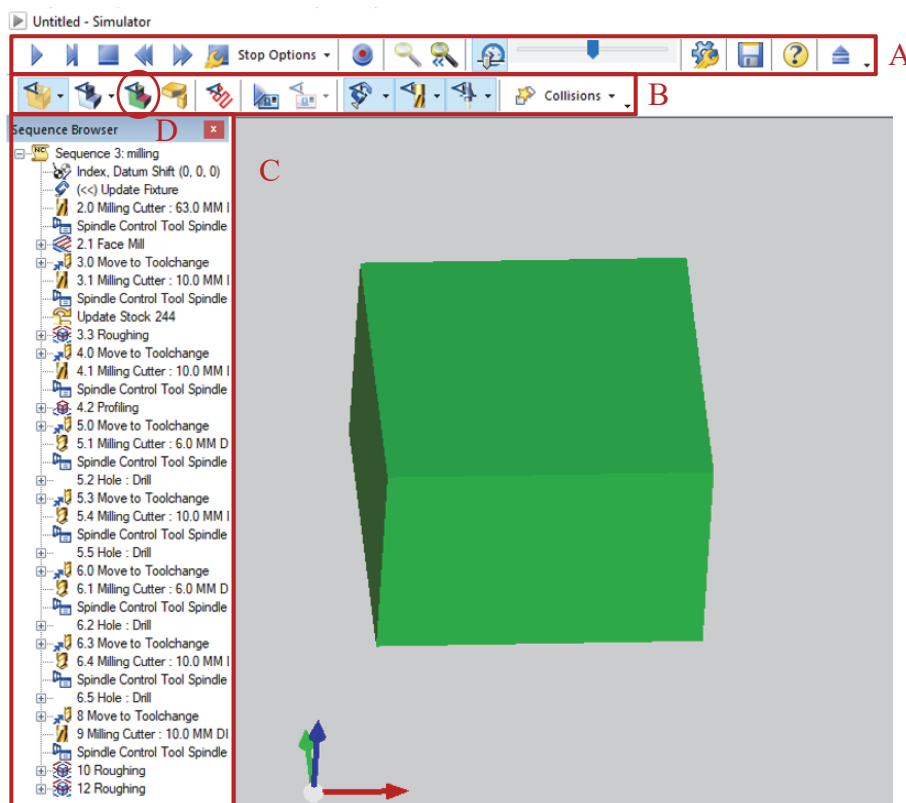 Untitled - Simulator
Stop Options
A
Collisions
B
D
Sequence Browser
C
NC
Sequence 3: milling
Index, Datum Shift (0, 0, 0)
(<<) Update Fixture
2.0 Milling Cutter : 63.0 MM
Spindle Control Tool Spindle
2.1 Face Mill
3.0 Move to Toolchange
3.1 Milling Cutter : 10.0 MM
Spindle Control Tool Spindle
Update Stock 244
3.3 Roughing
4.0 Move to Toolchange
4.1 Milling Cutter : 10.0 MM
Spindle Control Tool Spindle
4.2 Profiling
5.0 Move to Toolchange
5.1 Milling Cutter : 6.0 MM D
Spindle Control Tool Spindle
5.2 Hole : Drill
5.3 Move to Toolchange
5.4 Milling Cutter : 10.0 MM
Spindle Control Tool Spindle
5.5 Hole : Drill
6.0 Move to Toolchange
6.1 Milling Cutter : 6.0 MM D
Spindle Control Tool Spindle
6.2 Hole : Drill
6.3 Move to Toolchange
6.4 Milling Cutter : 10.0 MM
Spindle Control Tool Spindle
6.5 Hole : Drill
8 Move to Toolchange
9 Milling Cutter : 10.0 MM DI
Spindle Control Tool Spindle
10 Roughing
12 Roughing